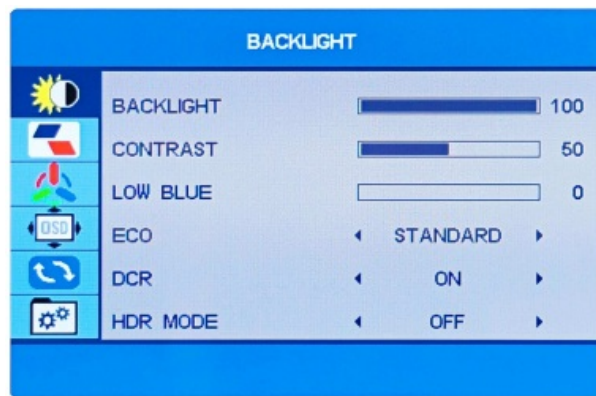 BACKLIGHT
BACKLIGHT 100
CONTRAST 50
LOW BLUE 0
OSD
ECO STANDARD
DCR ON
HDR MODE OFF